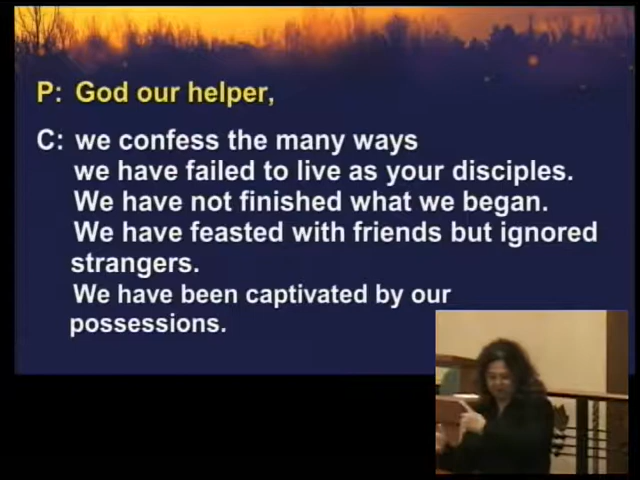 P: God our helper,
C: we confess the many ways
we have failed to live as your disciples.
We have not finished what we began.
We have feasted with friends but ignored
strangers.
We have been captivated by our
possessions.